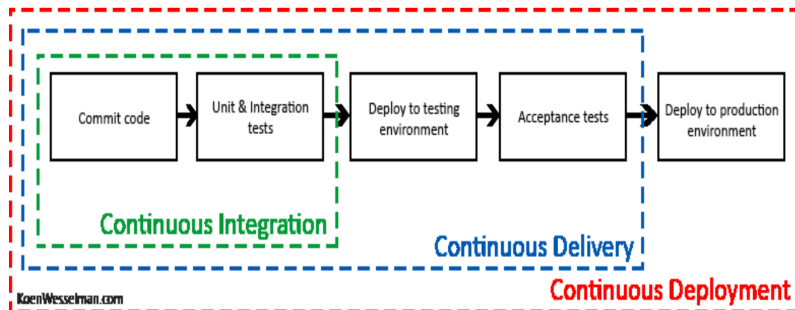 Commit code
Unit & Integration
tests
Deploy to testing
environment
Acceptance tests
Deploy to production
environment
Continuous Integration
Continuous Delivery
Continuous Deployment
KoenWesselman.com